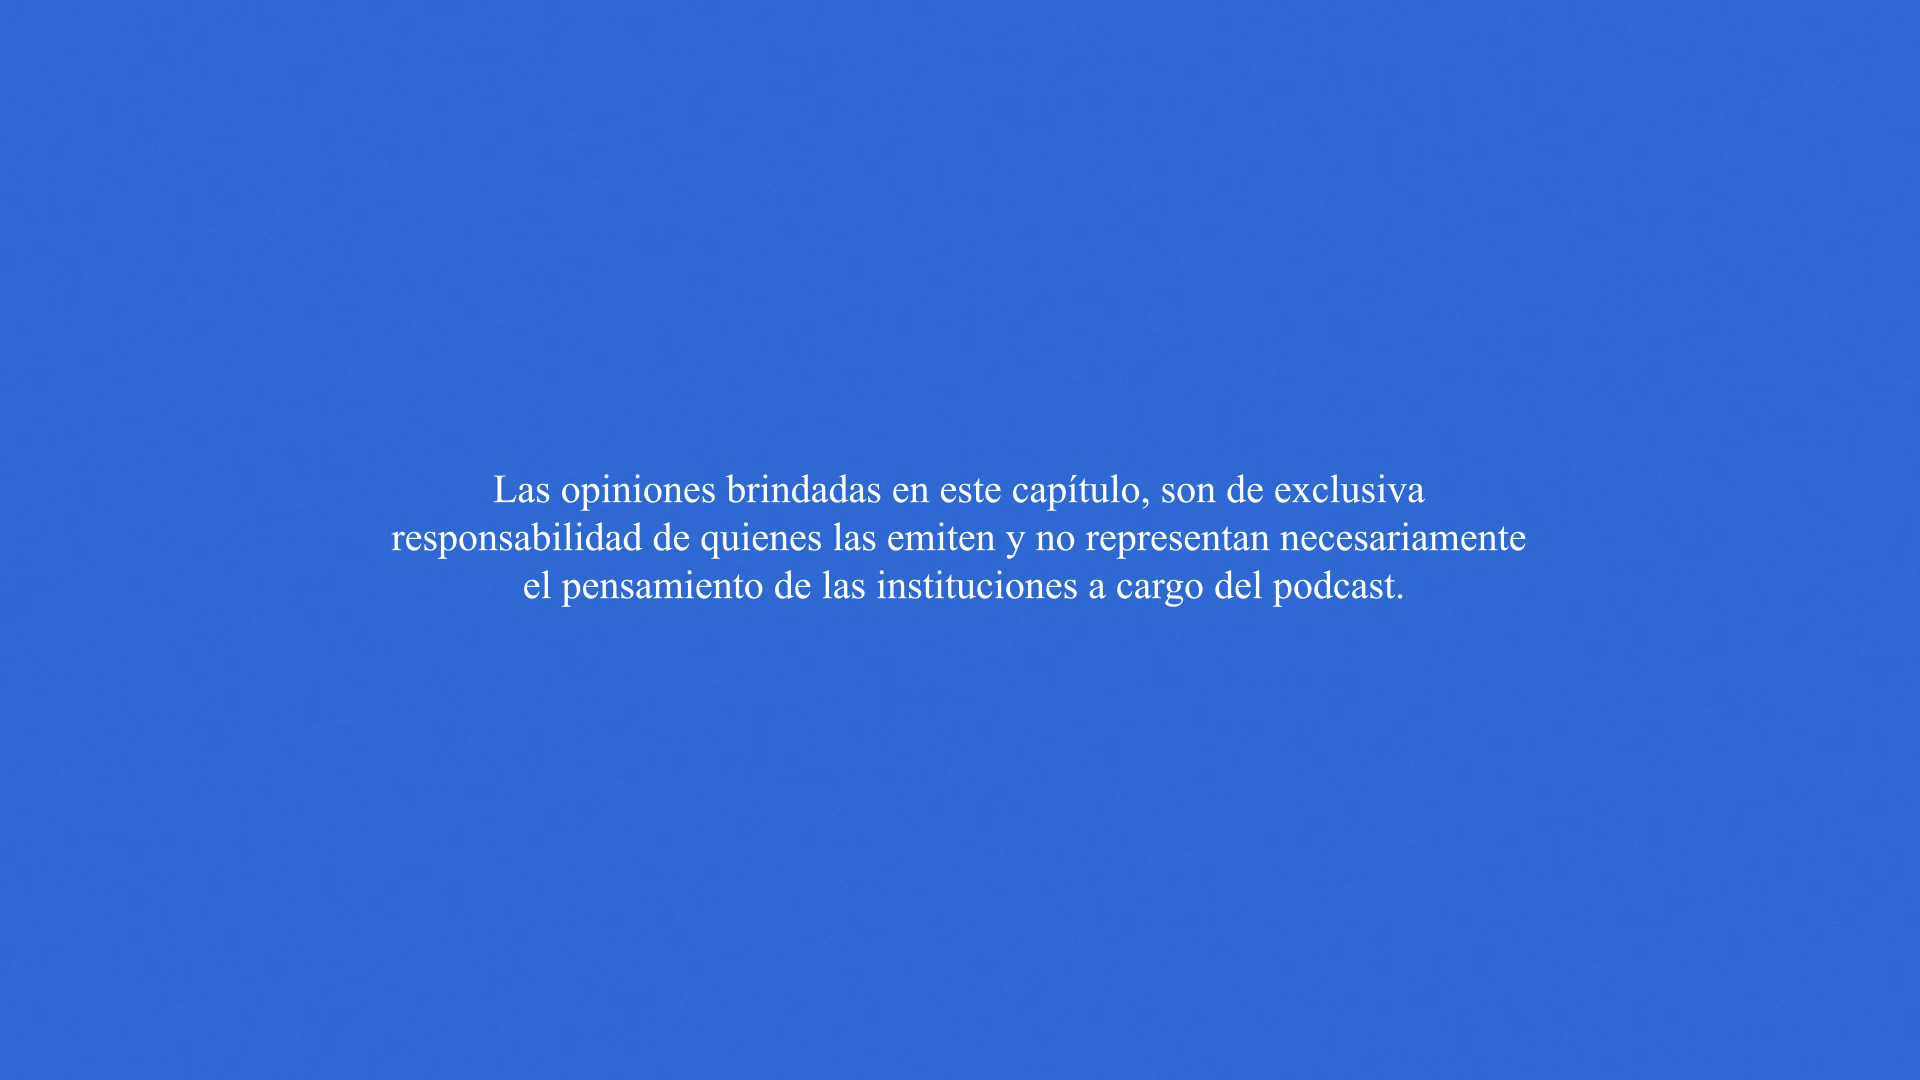 Las opiniones brindadas en este capítulo, son de exclusiva
responsabilidad de quienes las emiten y no representan necesariamente
el pensamiento de las instituciones a cargo del podcast.